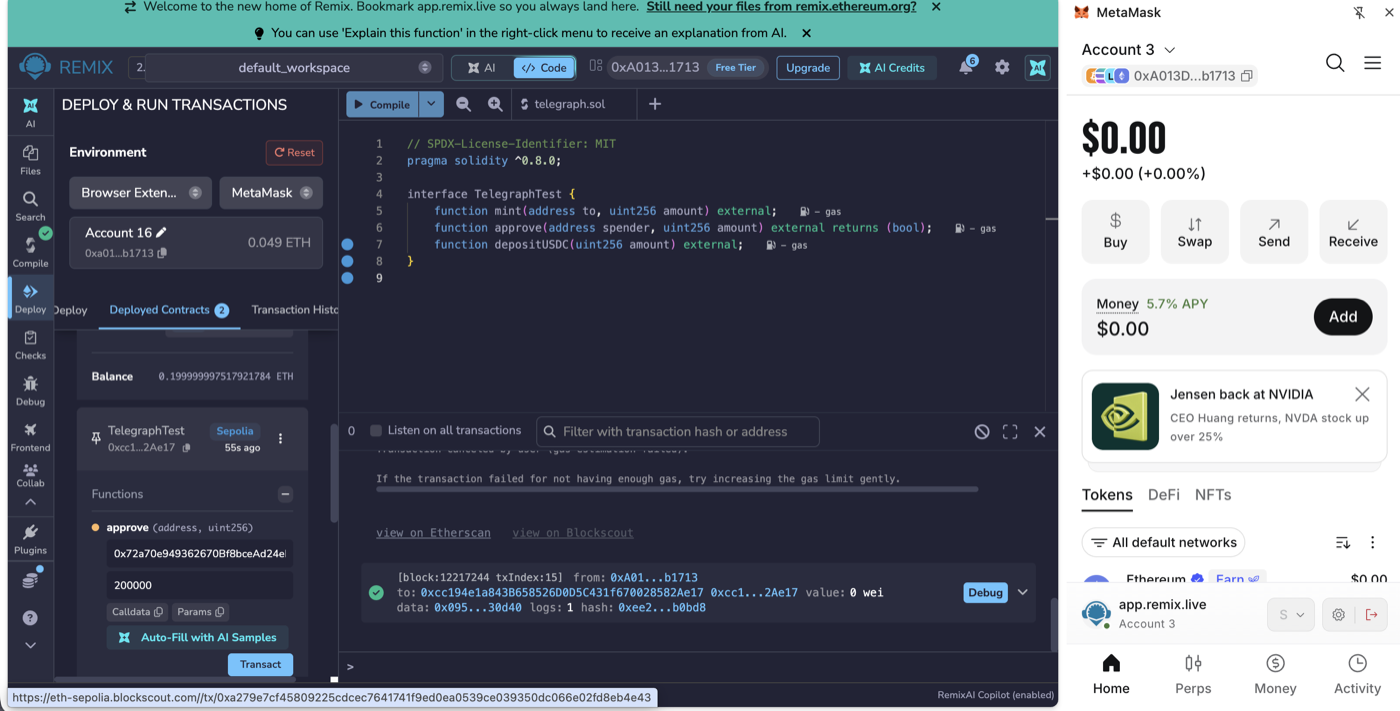 Welcome to the new home of Remix. Bookmark app.remix.live so you always land here. Still need your files from remix.ethereum.org?
You can use 'Explain this function' in the right-click menu to receive an explanation from AI.
REMIX
2.
default_workspace
AI
Code
0xA013...1713
Free Tier
Upgrade
AI Credits
6
AI
Files
Search
Compile
Deploy
Checks
Debug
Frontend
Collab
Plugins
DEPLOY & RUN TRANSACTIONS
Environment
Reset
Browser Exten...
MetaMask
Account 16
0xa01...b1713
0.049 ETH
Deploy
Deployed Contracts 2
Transaction Histo
Balance 0.199999997517921784 ETH
TelegraphTest
0xcc1...2Ae17
Sepolia
55s ago
Functions
approve (address, uint256)
0x72a70e949362670Bf8bceAd24e
200000
Calldata
Params
Auto-Fill with AI Samples
Transact
Compile
telegraph.sol
1 // SPDX-License-Identifier: MIT
2 pragma solidity ^0.8.0;
3
4 interface TelegraphTest {
5 function mint(address to, uint256 amount) external; - gas
6 function approve(address spender, uint256 amount) external returns (bool); - gas
7 function depositUSDC(uint256 amount) external; - gas
8 }
9
0
Listen on all transactions
Filter with transaction hash or address
Transaction canceled by user (gas estimation failed).
If the transaction failed for not having enough gas, try increasing the gas limit gently.
view on Etherscan
view on Blockscout
[block:12217244 txIndex:15] from: 0xA01...b1713
to: 0xcc194e1a843B658526D0D5C431f670028582Ae17 0xcc1...2Ae17 value: 0 wei
data: 0x095...30d40 logs: 1 hash: 0xee2...b0bd8
Debug
>
https://eth-sepolia.blockscout.com//tx/0xa279e7cf45809225cdcec7641741f9ed0ea0539ce039350dc066e02fd8eb4e43
RemixAI Copilot (enabled)
MetaMask
Account 3
0xA013D...b1713
$0.00
+$0.00 (+0.00%)
Buy
Swap
Send
Receive
Money 5.7% APY
$0.00
Add
Jensen back at NVIDIA
CEO Huang returns, NVDA stock up
over 25%
Tokens
DeFi
NFTs
All default networks
Ethereum
Earn
$0.00
app.remix.live
Account 3
S
Home
Perps
Money
Activity